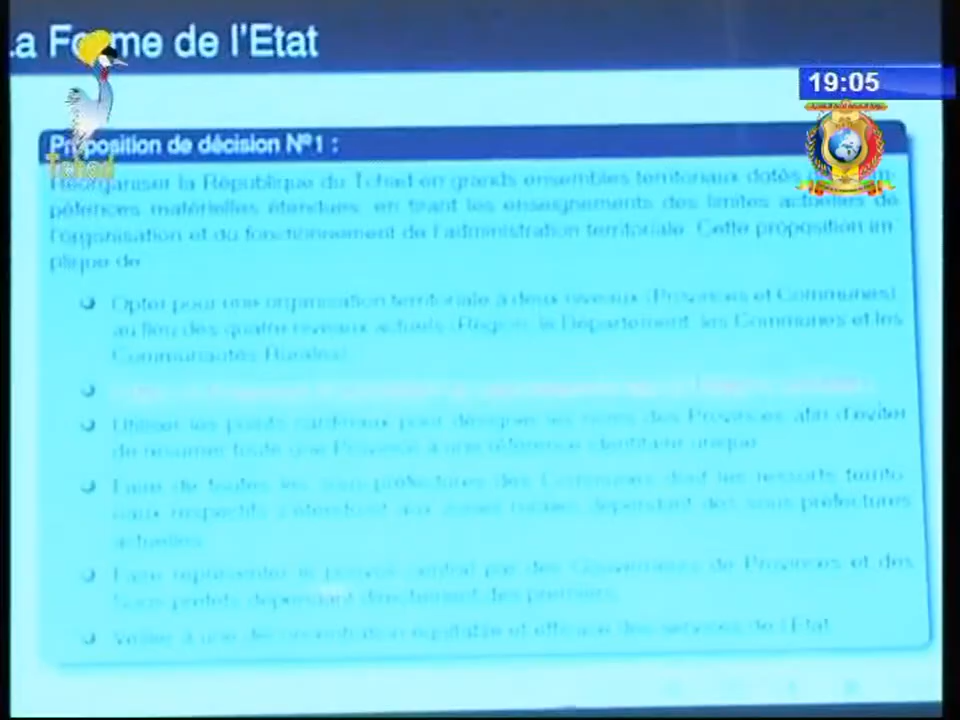 La Forme de l'Etat
19:05
Proposition de décision N°1 :
Tchad
Réorganiser la République du Tchad en grands ensembles territoriaux dotés
pétences matérielles étendues, en tirant les enseignements des limites actuelles de
l'organisation et du fonctionnement de l'administration territoriale. Cette proposition im-
plique de
Opter pour une organisation territoriale à deux niveaux (Provinces et Communes)
au lieu des quatre niveaux actuels (Région, le Département, les Communes et les
Communautés Rurales).
Utiliser les points cardinaux pour désigner les noms des Provinces afin d'éviter
de résumer toute une Province à une référence identitaire unique
Faire de toutes les sous-préfectures des Communes dont les ressorts territo-
riaux respectifs s'étendront aux zones rurales dépendant des sous-préfectures
actuelles
Faire représenter le pouvoir central par des Gouverneurs de Provinces et des
Sous-préfets dépendant directement des premiers.
Veiller à une déconcentration équitable et efficace des services de l'Etat